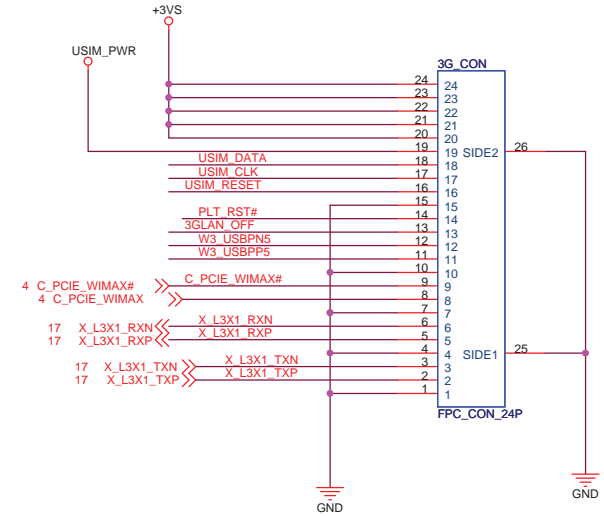 +3VS
USIM_PWR
3G_CON
24 24
23 23
22 22
21 21
20 20
19 19 SIDE2 26
USIM_DATA 18 18
USIM_CLK 17 17
USIM_RESET 16 16
15 15
PLT_RST# 14 14
3GLAN_OFF 13 13
W3_USBPN5 12 12
W3_USBPP5 11 11
10 10
4 C_PCIE_WIMAX# C_PCIE_WIMAX# 9 9
4 C_PCIE_WIMAX 8 8
7 7
17 X_L3X1_RXN X_L3X1_RXN 6 6
17 X_L3X1_RXP X_L3X1_RXP 5 5
4 4 SIDE1 25
17 X_L3X1_TXN X_L3X1_TXN 3 3
17 X_L3X1_TXP X_L3X1_TXP 2 2
1 1
FPC_CON_24P
GND
GND